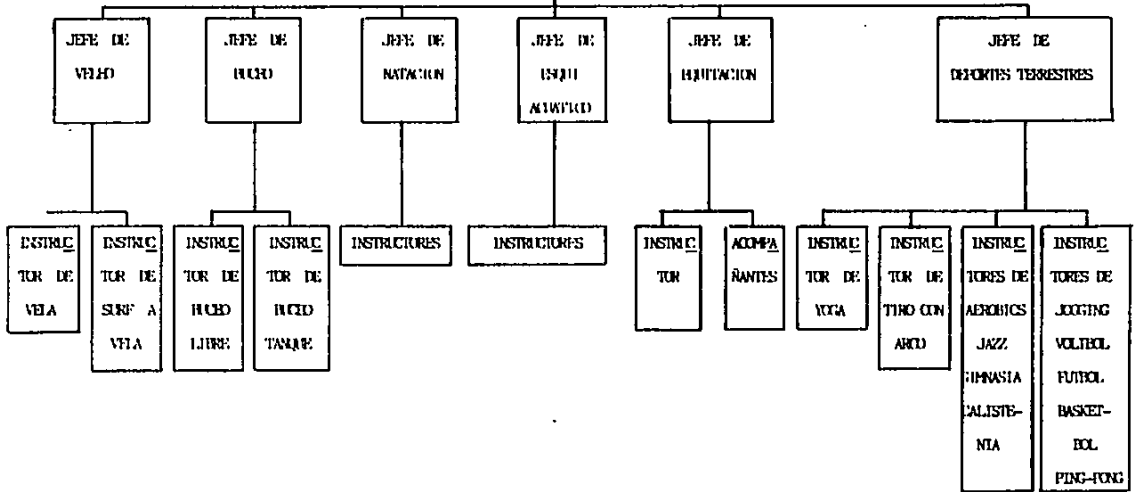 JEFE DE
VELHO
JEFE DE
BUCEO
JEFE DE
NATACION
JEFE DE
ESQUI
ACUATICO
JEFE DE
EQUITACION
JEFE DE
DEPORTES TERRESTRES
INSTRUC
TOR DE
VELA
INSTRUC
TOR DE
SURF A
VELA
INSTRUC
TOR DE
BUCEO
LIBRE
INSTRUC
TOR DE
BUCEO
TANQUE
INSTRUCTORES
INSTRUCTORES
INSTRUC
TOR
ACOMPA
ÑANTES
INSTRUC
TOR DE
YOGA
INSTRUC
TOR DE
TIRO CON
ARCO
INSTRUC
TORES DE
AEROBICS
JAZZ
GIMNASIA
CALISTE-
NIA
INSTRUC
TORES DE
JOGGING
VOLIBOL
FUTBOL
BASKET-
BOL
PING-PONG